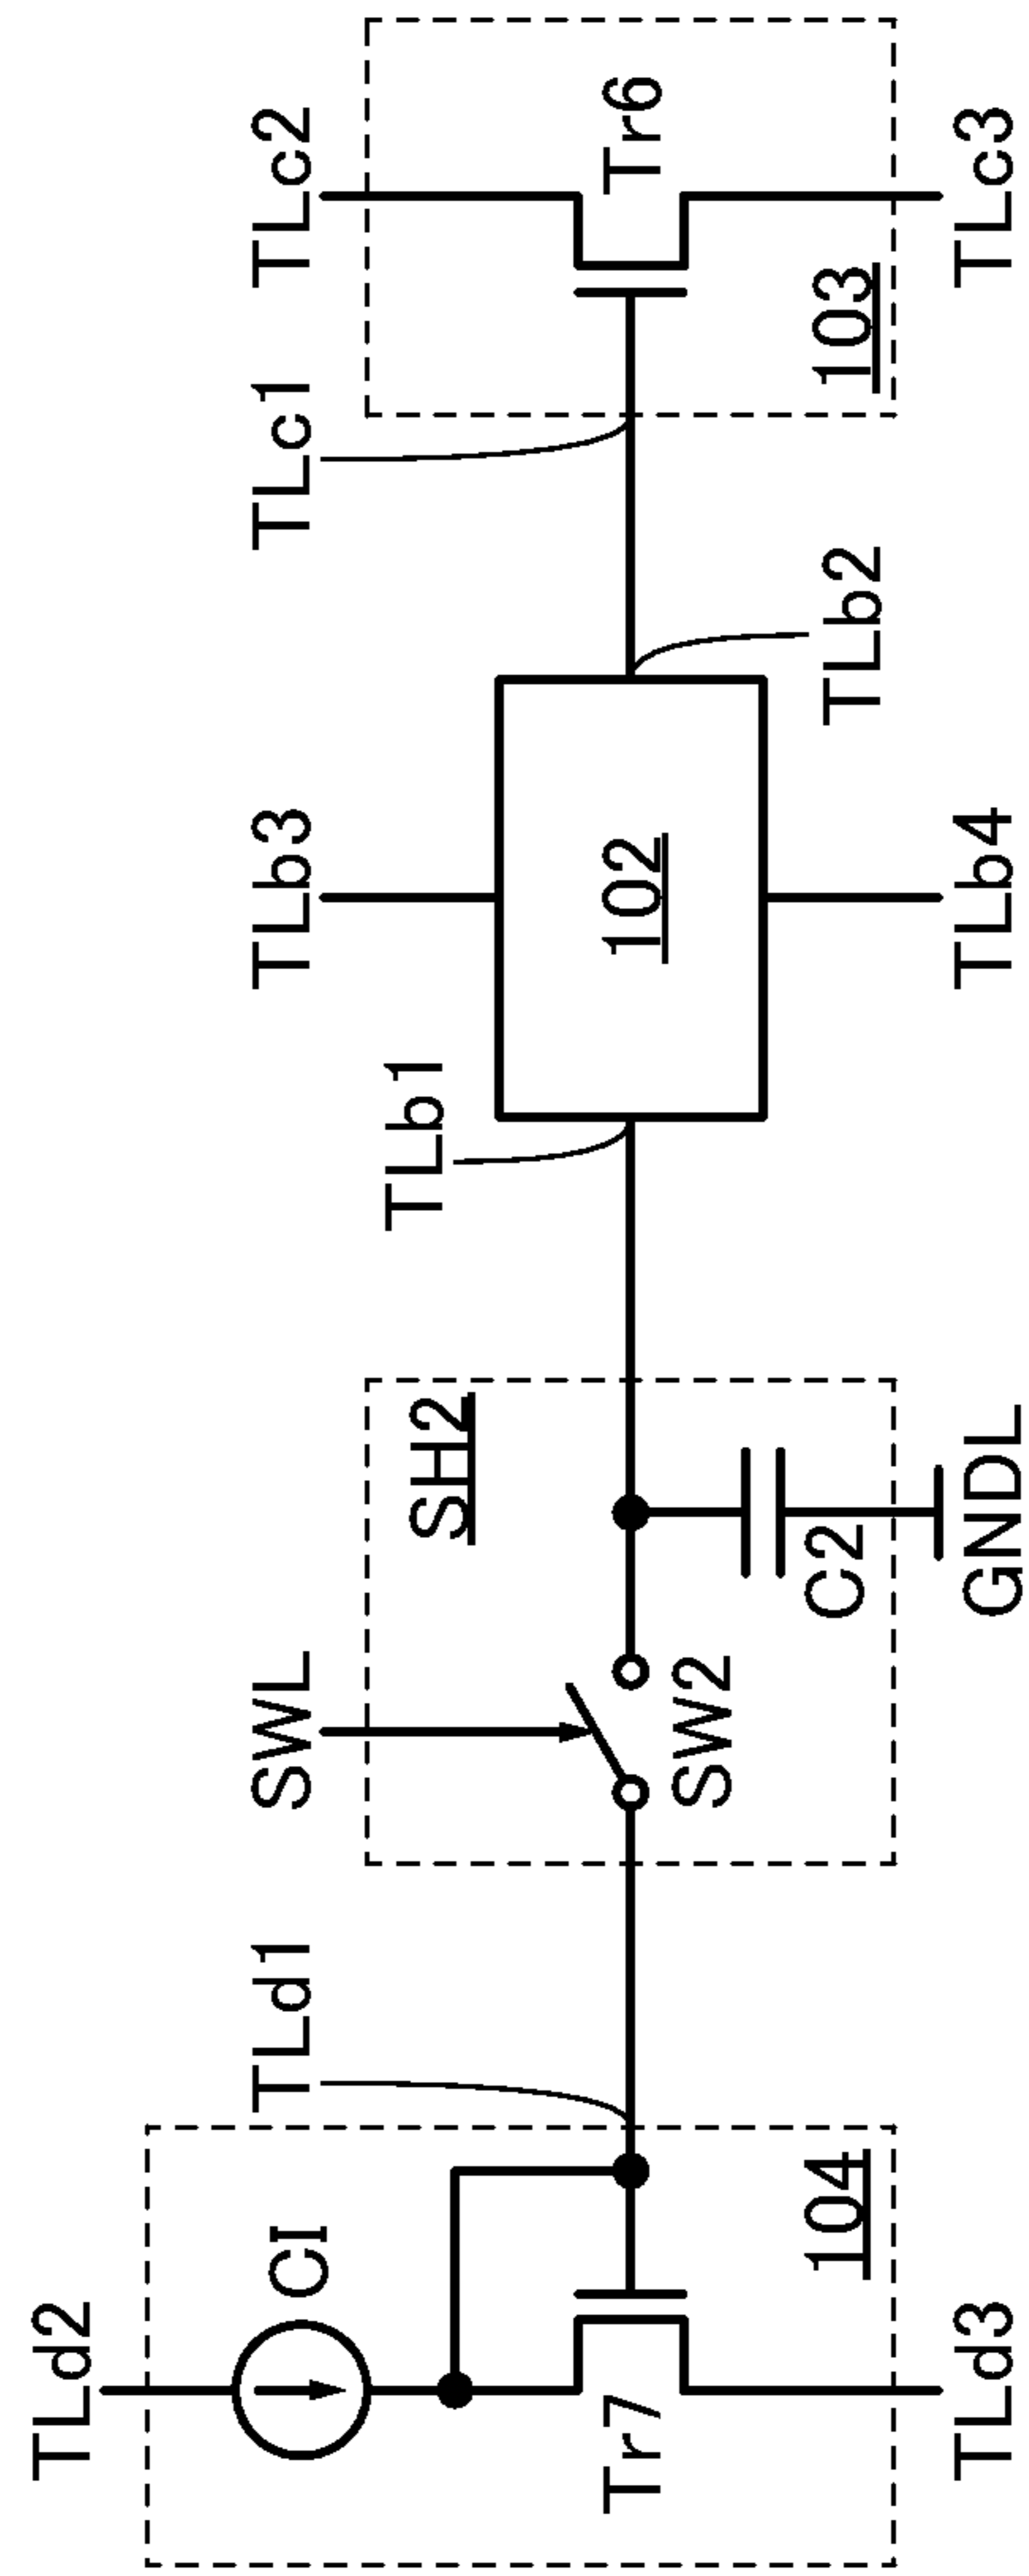 TLd2
CI
Tr7
TLd3
104
TLd1
SWL
SH2
SW2
C2
GNDL
TLb1
TLb3
102
TLb4
TLb2
TLc1
TLc2
Tr6
103
TLc3